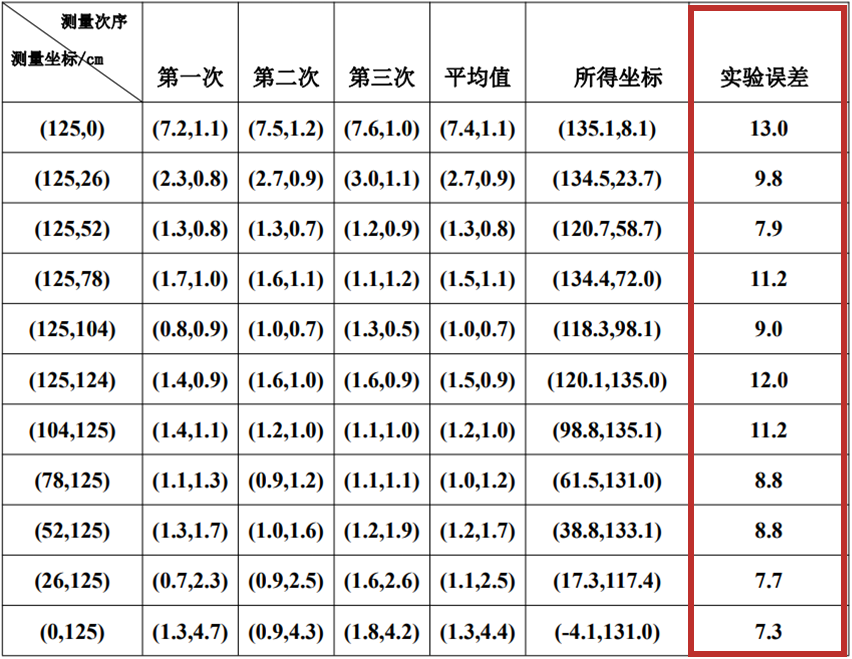 测量次序
测量坐标/cm 第一次 第二次 第三次 平均值 所得坐标 实验误差
(125,0) (7.2,1.1) (7.5,1.2) (7.6,1.0) (7.4,1.1) (135.1,8.1) 13.0
(125,26) (2.3,0.8) (2.7,0.9) (3.0,1.1) (2.7,0.9) (134.5,23.7) 9.8
(125,52) (1.3,0.8) (1.3,0.7) (1.2,0.9) (1.3,0.8) (120.7,58.7) 7.9
(125,78) (1.7,1.0) (1.6,1.1) (1.1,1.2) (1.5,1.1) (134.4,72.0) 11.2
(125,104) (0.8,0.9) (1.0,0.7) (1.3,0.5) (1.0,0.7) (118.3,98.1) 9.0
(125,124) (1.4,0.9) (1.6,1.0) (1.6,0.9) (1.5,0.9) (120.1,135.0) 12.0
(104,125) (1.4,1.1) (1.2,1.0) (1.1,1.0) (1.2,1.0) (98.8,135.1) 11.2
(78,125) (1.1,1.3) (0.9,1.2) (1.1,1.1) (1.0,1.2) (61.5,131.0) 8.8
(52,125) (1.3,1.7) (1.0,1.6) (1.2,1.9) (1.2,1.7) (38.8,133.1) 8.8
(26,125) (0.7,2.3) (0.9,2.5) (1.6,2.6) (1.1,2.5) (17.3,117.4) 7.7
(0,125) (1.3,4.7) (0.9,4.3) (1.8,4.2) (1.3,4.4) (-4.1,131.0) 7.3